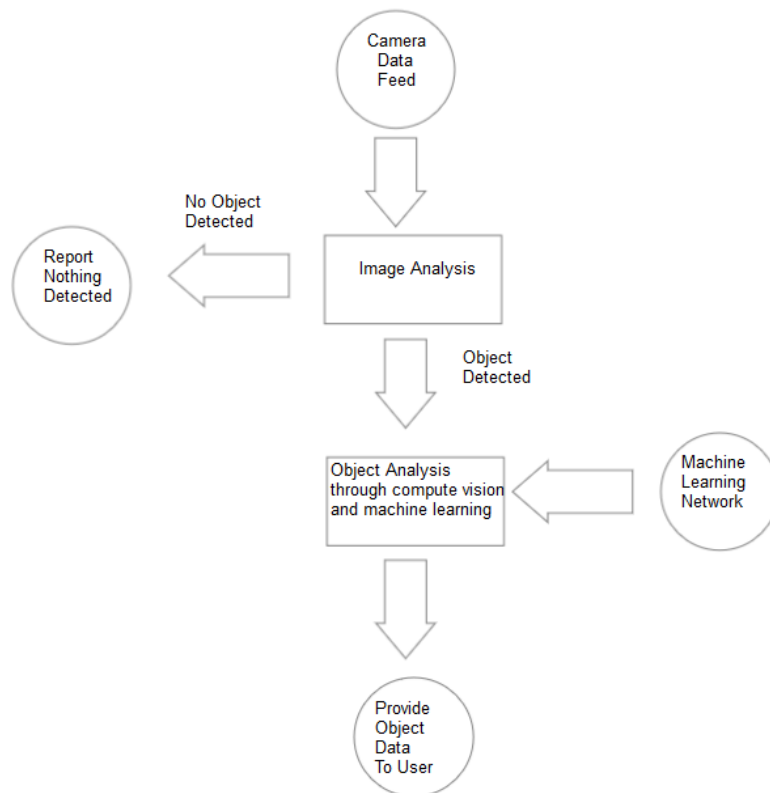 Camera
Data
Feed
No Object
Detected
Report
Nothing
Detected
Image Analysis
Object
Detected
Object Analysis
through compute vision
and machine learning
Machine
Learning
Network
Provide
Object
Data
To User